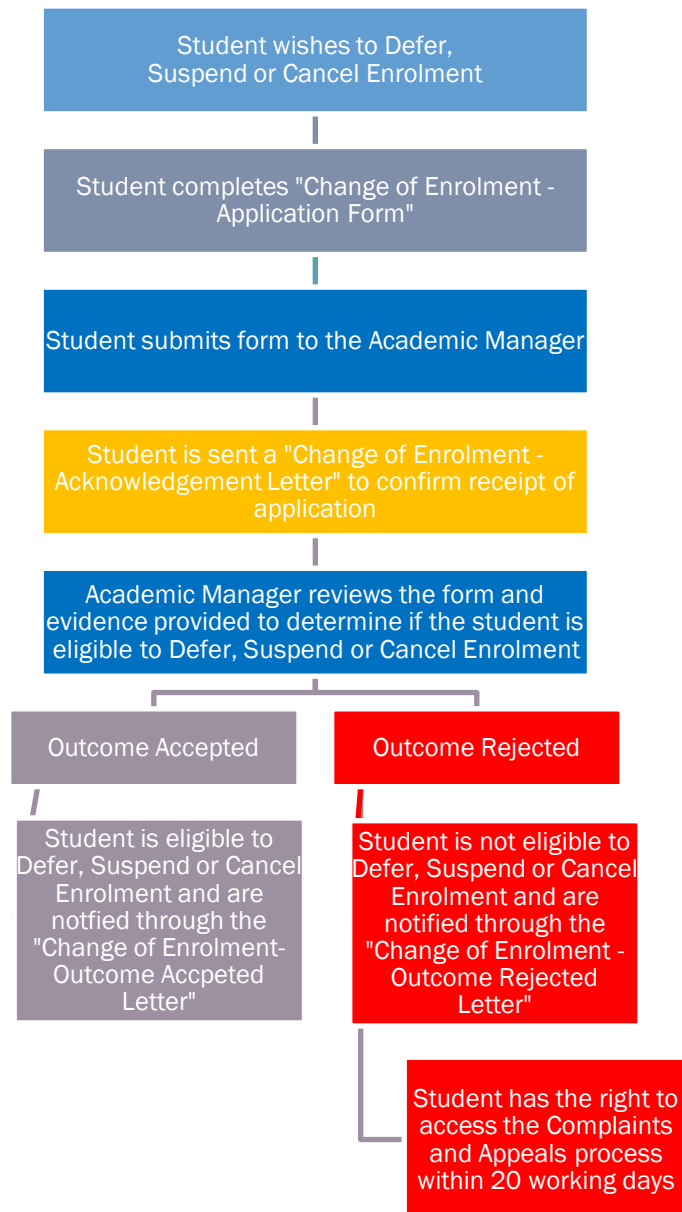 Student wishes to Defer,
Suspend or Cancel Enrolment
Student completes "Change of Enrolment -
Application Form"
Student submits form to the Academic Manager
Student is sent a "Change of Enrolment -
Acknowledgement Letter" to confirm receipt of
application
Academic Manager reviews the form and
evidence provided to determine if the student is
eligible to Defer, Suspend or Cancel Enrolment
Outcome Accepted
Student is eligible to
Defer, Suspend or Cancel
Enrolment and are
notfied through the
"Change of Enrolment-
Outcome Accpeted
Letter"
Outcome Rejected
Student is not eligible to
Defer, Suspend or Cancel
Enrolment and are
notified through the
"Change of Enrolment -
Outcome Rejected
Letter"
Student has the right to
access the Complaints
and Appeals process
within 20 working days